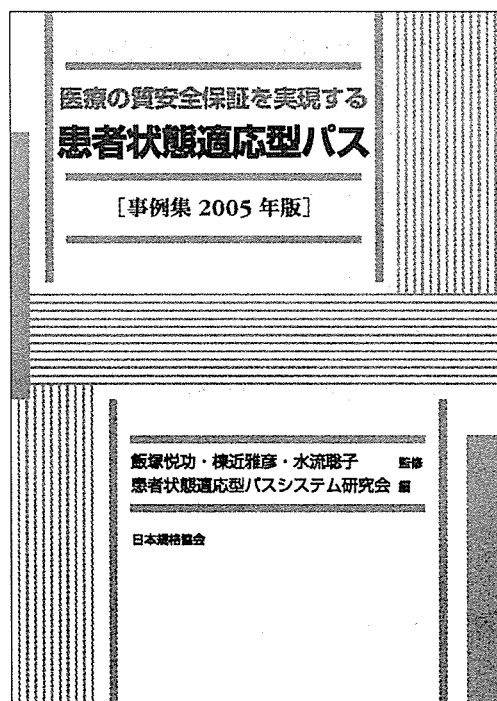 医療の質安全保証を実現する
患者状態適応型パス
［事例集 2005 年版］
飯塚悦功・棟近雅彦・水流聡子 監修
患者状態適応型パスシステム研究会 編
日本規格協会